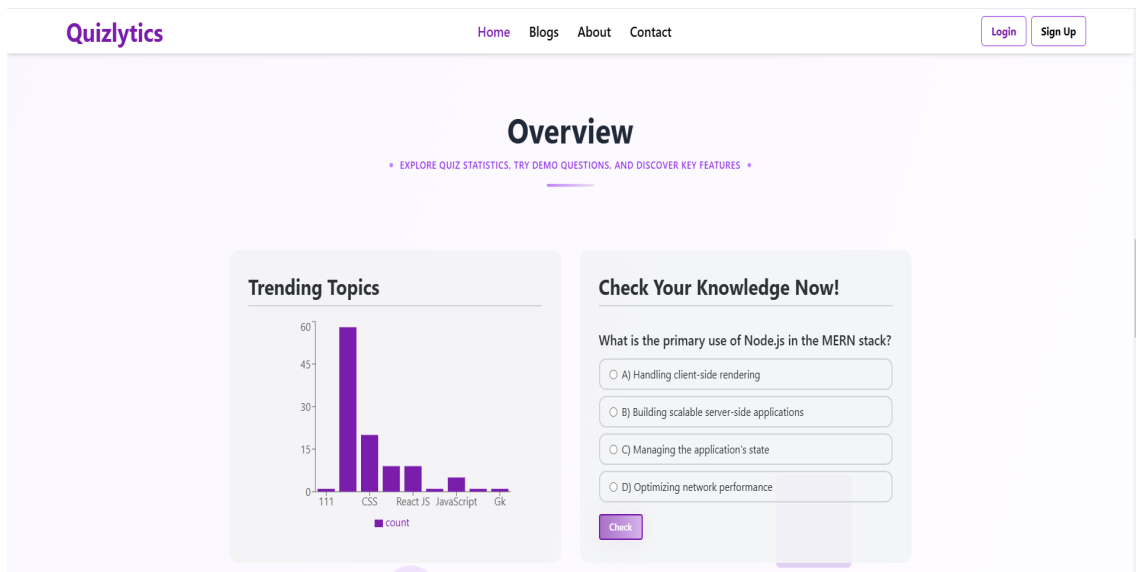 Quizlytics
Home Blogs About Contact
Login Sign Up
Overview
EXPLORE QUIZ STATISTICS, TRY DEMO QUESTIONS, AND DISCOVER KEY FEATURES
Trending Topics
60
45
30
15
0
111 CSS React JS JavaScript Gk
count
Check Your Knowledge Now!
What is the primary use of Node.js in the MERN stack?
A) Handling client-side rendering
B) Building scalable server-side applications
C) Managing the application's state
D) Optimizing network performance
Check